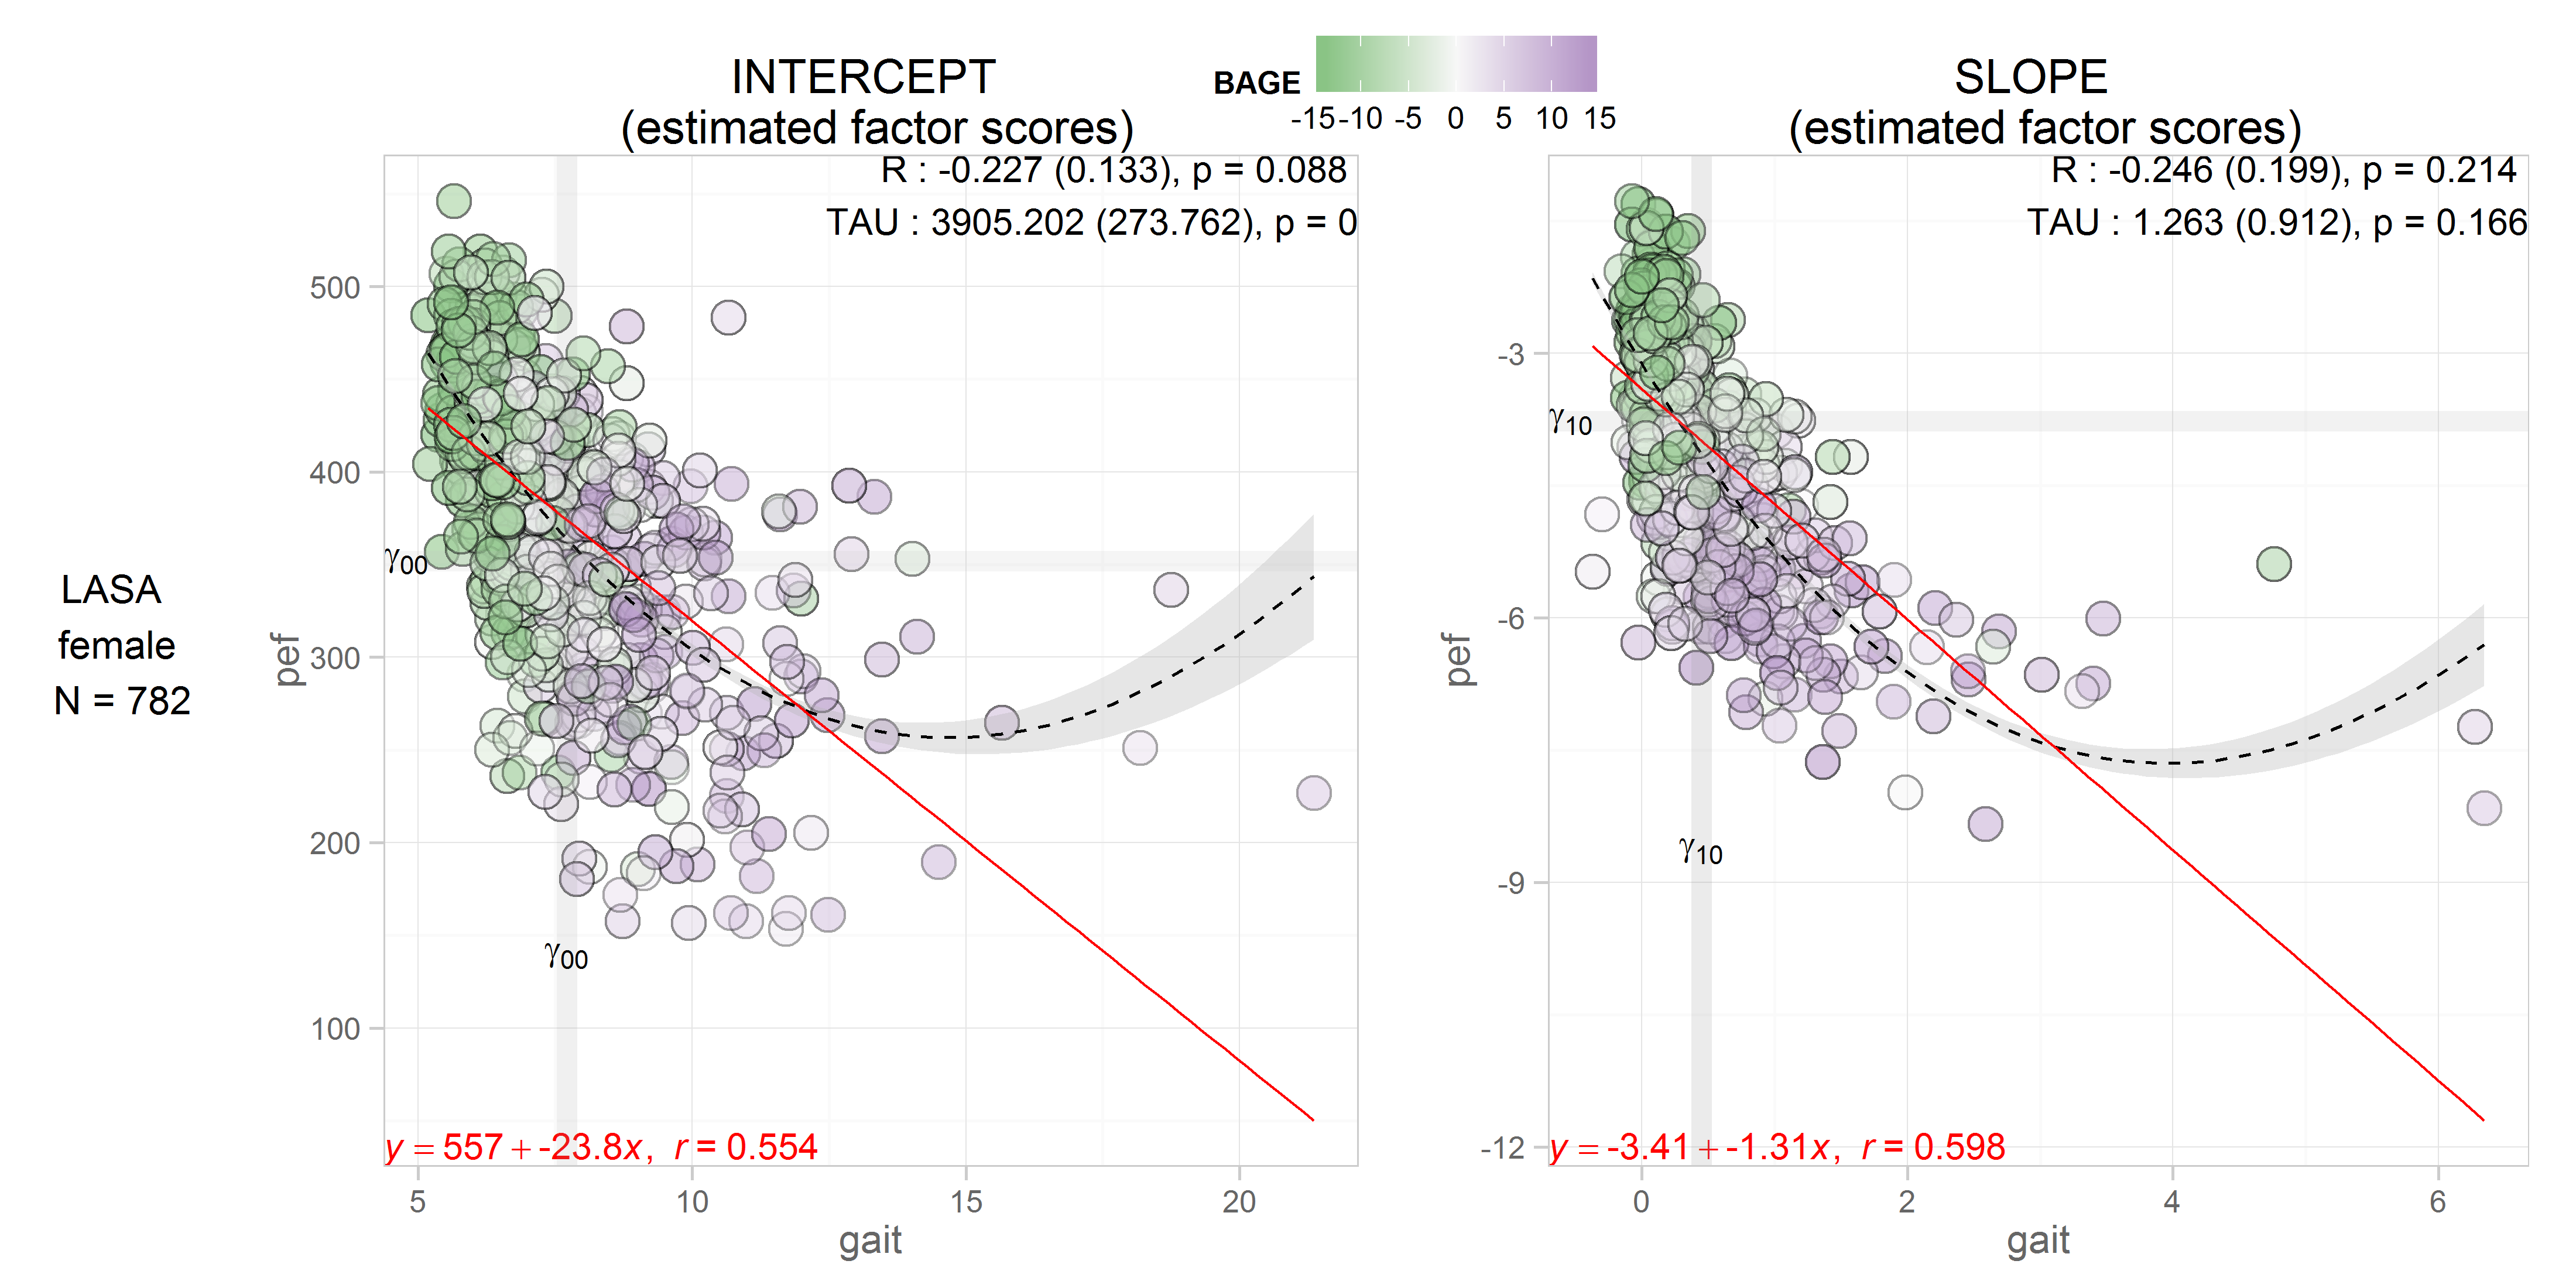 BAGE
-15 -10 -5 0 5 10 15
INTERCEPT
(estimated factor scores)
SLOPE
(estimated factor scores)
LASA
female
N = 782
R : -0.227 (0.133), p = 0.088
TAU : 3905.202 (273.762), p = 0
500
400
300
200
100
pef
γ00
γ00
y = 557 + -23.8x, r = 0.554
5 10 15 20
gait
R : -0.246 (0.199), p = 0.214
TAU : 1.263 (0.912), p = 0.166
-3
-6
-9
-12
pef
γ10
γ10
y = -3.41 + -1.31x, r = 0.598
0 2 4 6
gait